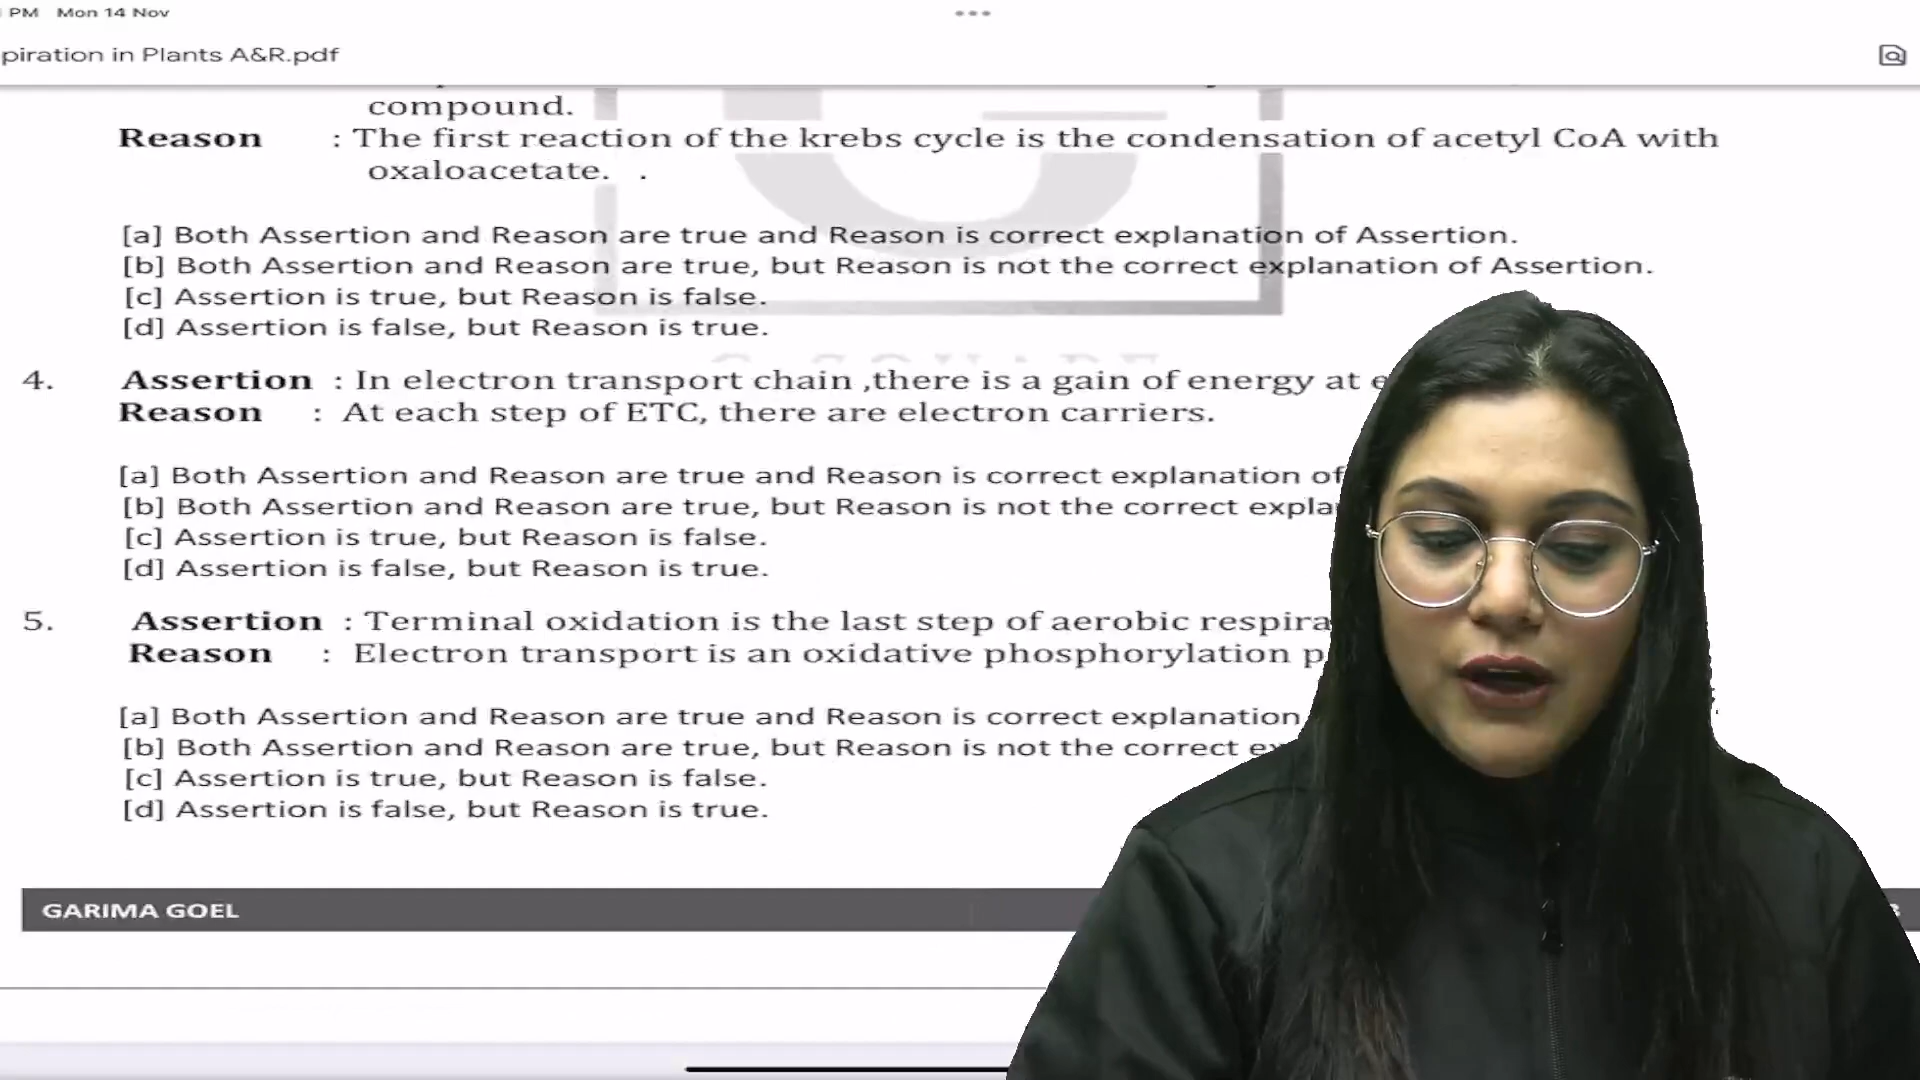 PM Mon 14 Nov
piration in Plants A&R.pdf
compound.
Reason : The first reaction of the krebs cycle is the condensation of acetyl CoA with
oxaloacetate. .
[a] Both Assertion and Reason are true and Reason is correct explanation of Assertion.
[b] Both Assertion and Reason are true, but Reason is not the correct explanation of Assertion.
[c] Assertion is true, but Reason is false.
[d] Assertion is false, but Reason is true.
4. Assertion : In electron transport chain ,there is a gain of energy at
Reason : At each step of ETC, there are electron carriers.
[a] Both Assertion and Reason are true and Reason is correct explanation of
[b] Both Assertion and Reason are true, but Reason is not the correct expla
[c] Assertion is true, but Reason is false.
[d] Assertion is false, but Reason is true.
5. Assertion : Terminal oxidation is the last step of aerobic respira
Reason : Electron transport is an oxidative phosphorylation p
[a] Both Assertion and Reason are true and Reason is correct explanation
[b] Both Assertion and Reason are true, but Reason is not the correct ex
[c] Assertion is true, but Reason is false.
[d] Assertion is false, but Reason is true.
GARIMA GOEL